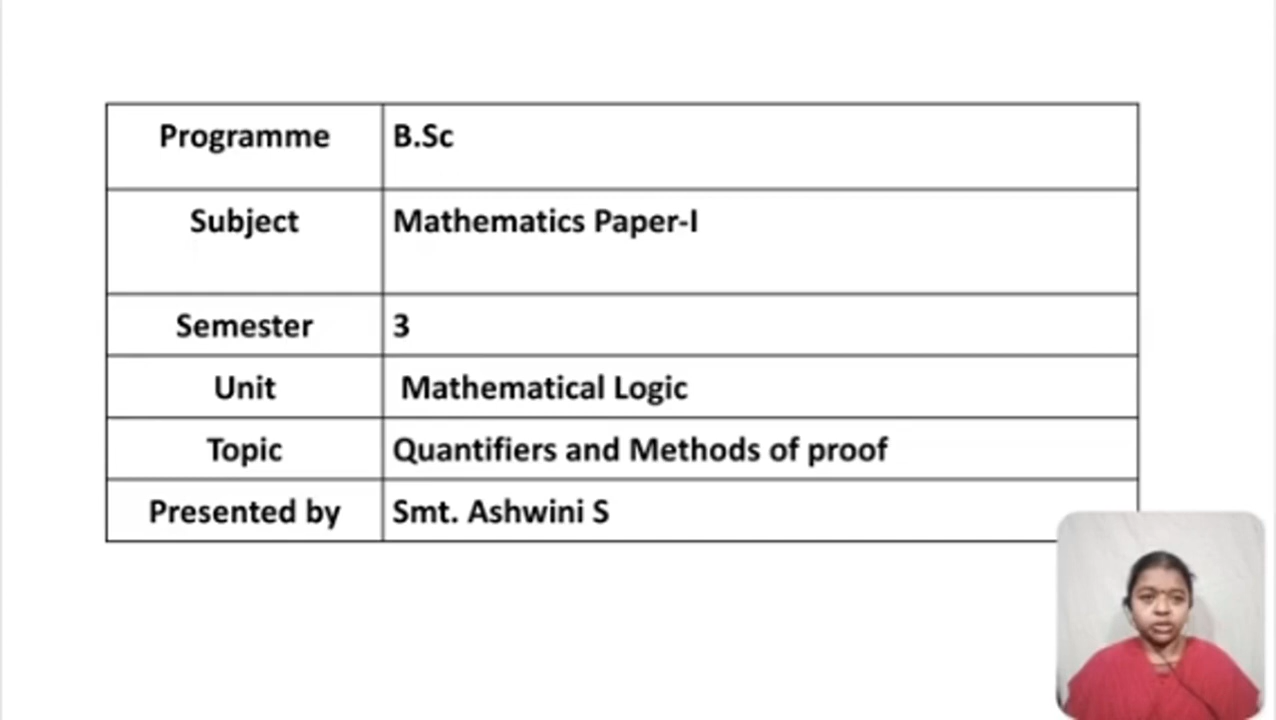 Programme B.Sc
Subject Mathematics Paper-I
Semester 3
Unit Mathematical Logic
Topic Quantifiers and Methods of proof
Presented by Smt. Ashwini S